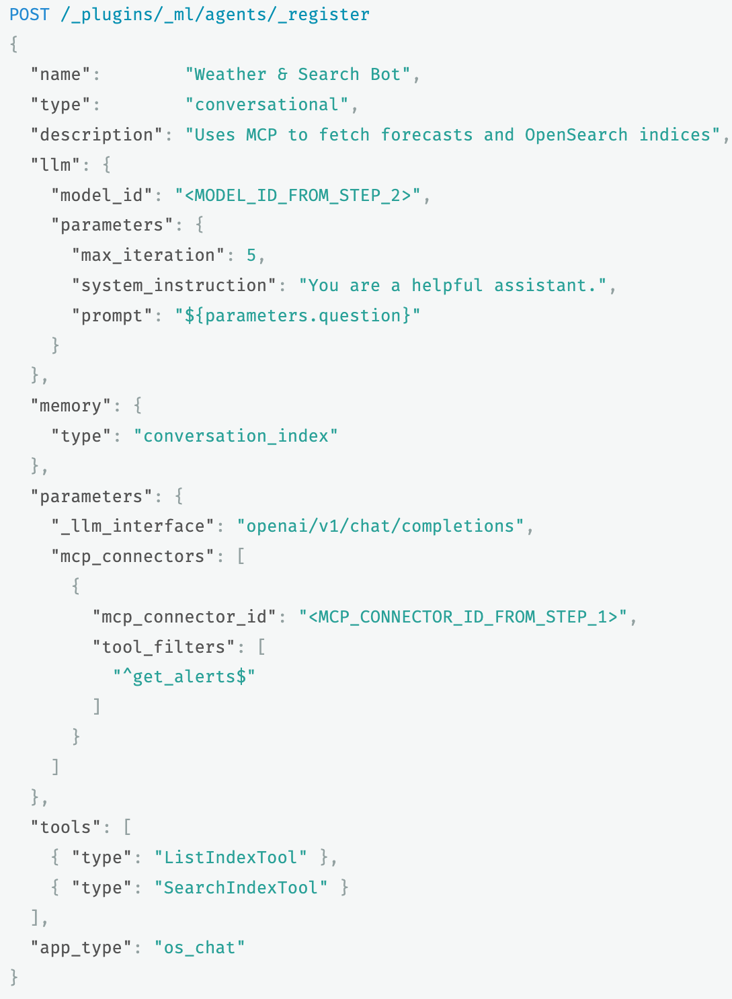 POST /_plugins/_ml/agents/_register
{
  "name":        "Weather & Search Bot",
  "type":        "conversational",
  "description": "Uses MCP to fetch forecasts and OpenSearch indices",
  "llm": {
    "model_id": "<MODEL_ID_FROM_STEP_2>",
    "parameters": {
      "max_iteration": 5,
      "system_instruction": "You are a helpful assistant.",
      "prompt": "${parameters.question}"
    }
  },
  "memory": {
    "type": "conversation_index"
  },
  "parameters": {
    "_llm_interface": "openai/v1/chat/completions",
    "mcp_connectors": [
      {
        "mcp_connector_id": "<MCP_CONNECTOR_ID_FROM_STEP_1>",
        "tool_filters": [
          "^get_alerts$"
        ]
      }
    ]
  },
  "tools": [
    { "type": "ListIndexTool" },
    { "type": "SearchIndexTool" }
  ],
  "app_type": "os_chat"
}